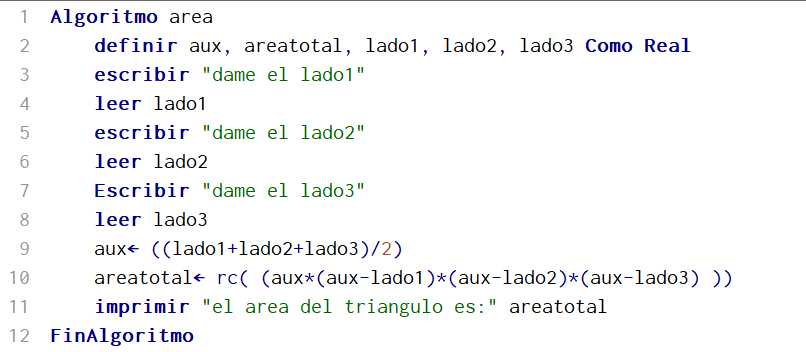 1 Algoritmo area
2 definir aux, areatotal, lado1, lado2, lado3 Como Real
3 escribir "dame el lado1"
4 leer lado1
5 escribir "dame el lado2"
6 leer lado2
7 Escribir "dame el lado3"
8 leer lado3
9 aux← ((lado1+lado2+lado3)/2)
10 areatotal← rc( (aux*(aux-lado1)*(aux-lado2)*(aux-lado3) ))
11 imprimir "el area del triangulo es:" areatotal
12 FinAlgoritmo